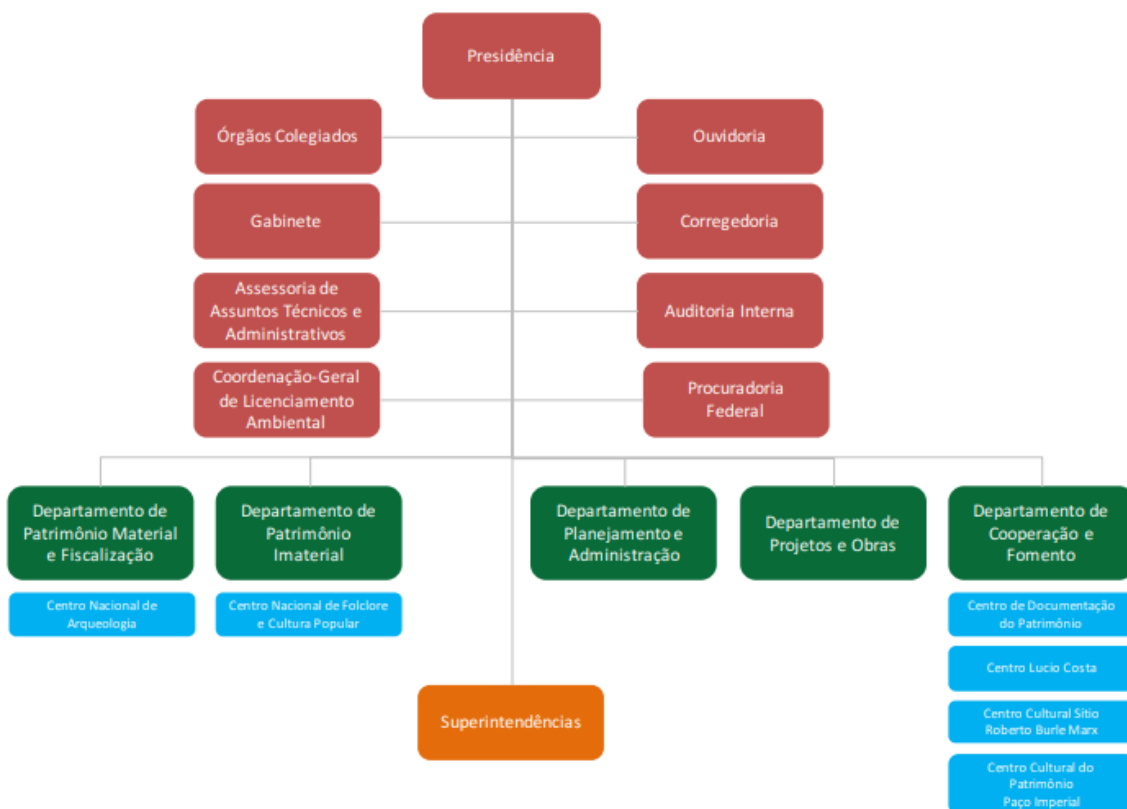 Presidência
Órgãos Colegiados
Ouvidoria
Gabinete
Corregedoria
Assessoria de
Assuntos Técnicos e
Administrativos
Auditoria Interna
Coordenação-Geral
de Licenciamento
Ambiental
Procuradoria
Federal
Departamento de
Patrimônio Material
e Fiscalização
Departamento de
Patrimônio
Imaterial
Departamento de
Planejamento e
Administração
Departamento de
Projetos e Obras
Departamento de
Cooperação e
Fomento
Centro Nacional de
Arqueologia
Centro Nacional de Folclore
e Cultura Popular
Centro de Documentação
do Patrimônio
Centro Lucio Costa
Centro Cultural Sítio
Roberto Burle Marx
Centro Cultural do
Patrimônio
Paço Imperial
Superintendências